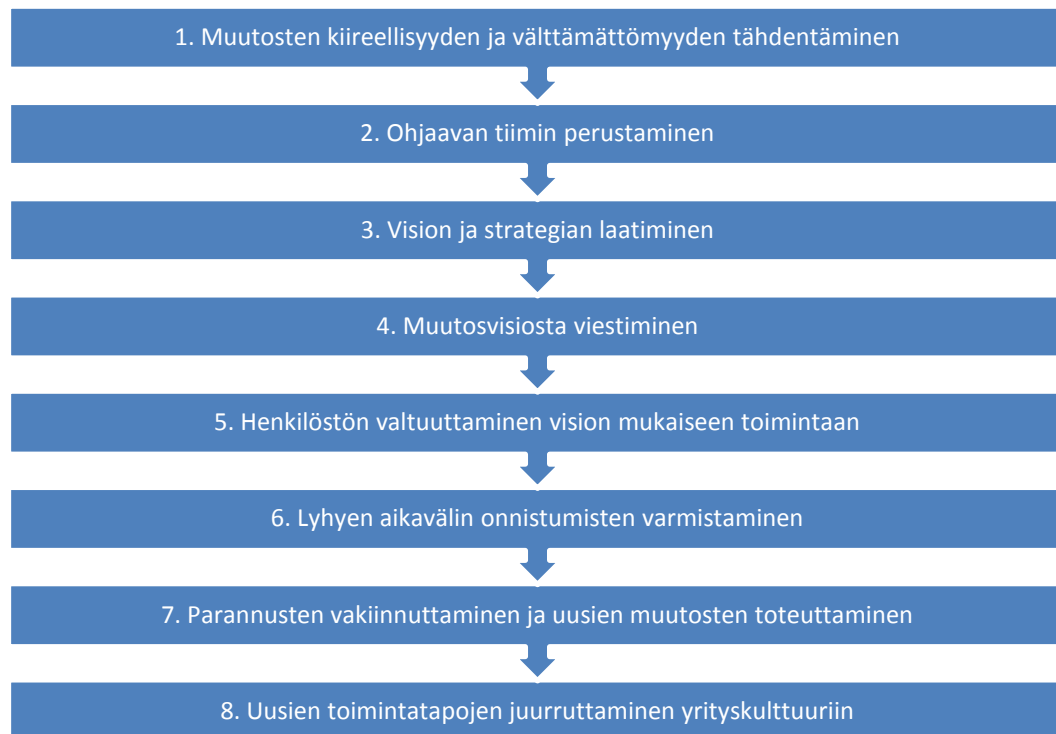 1. Muutosten kiireellisyyden ja välttämättömyyden tähdentäminen
2. Ohjaavan tiimin perustaminen
3. Vision ja strategian laatiminen
4. Muutosvisiosta viestiminen
5. Henkilöstön valtuuttaminen vision mukaiseen toimintaan
6. Lyhyen aikavälin onnistumisten varmistaminen
7. Parannusten vakiinnuttaminen ja uusien muutosten toteuttaminen
8. Uusien toimintatapojen juurruttaminen yrityskulttuuriin